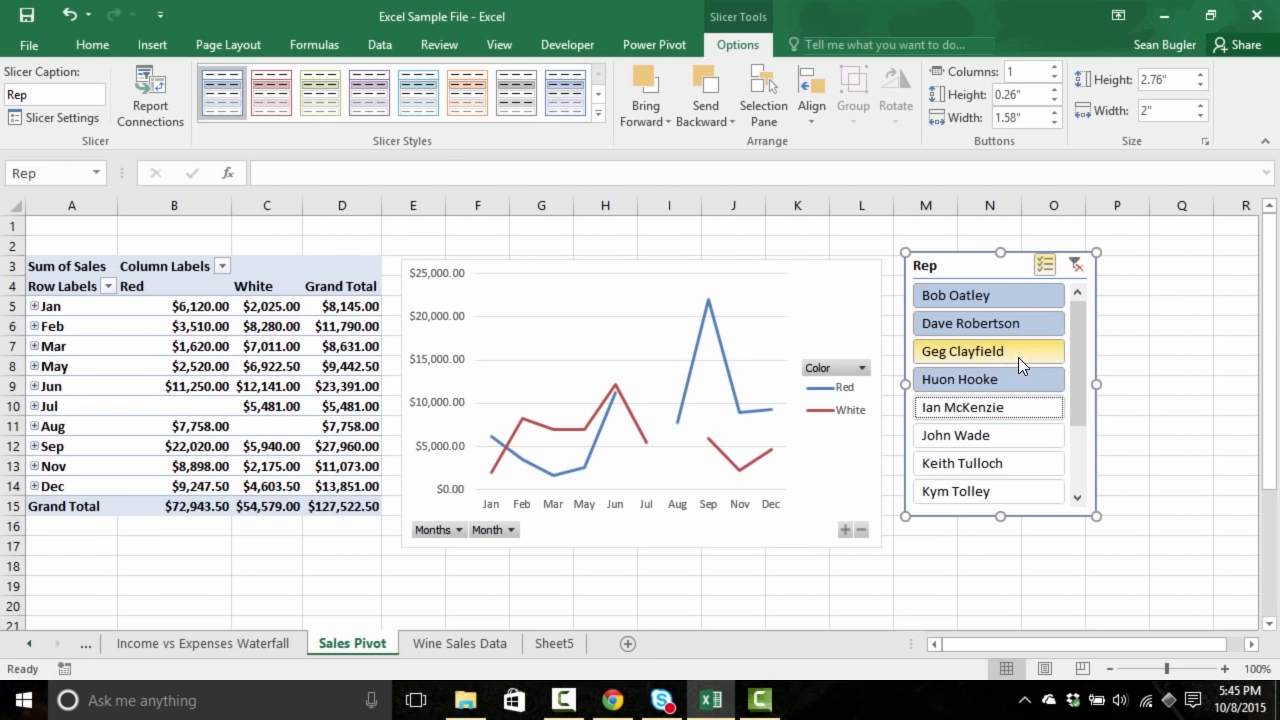 Excel Sample File - Excel
Slicer Tools
File Home Insert Page Layout Formulas Data Review View Developer Power Pivot Options Tell me what you want to do... Sean Bugler Share
Slicer Caption:
Rep
Slicer Settings
Report Connections
Slicer
Slicer Styles
Bring Forward
Send Backward
Selection Pane
Align
Group
Rotate
Arrange
Columns: 1
Height: 0.26"
Width: 1.58"
Buttons
Height: 2.76"
Width: 2"
Size
Rep fx
A B C D E F G H I J K L M N O P Q R
1
2
3 Sum of Sales Column Labels
4 Row Labels Red White Grand Total
5 Jan $6,120.00 $2,025.00 $8,145.00
6 Feb $3,510.00 $8,280.00 $11,790.00
7 Mar $1,620.00 $7,011.00 $8,631.00
8 May $2,520.00 $6,922.50 $9,442.50
9 Jun $11,250.00 $12,141.00 $23,391.00
10 Jul $5,481.00 $5,481.00
11 Aug $7,758.00 $7,758.00
12 Sep $22,020.00 $5,940.00 $27,960.00
13 Nov $8,898.00 $2,175.00 $11,073.00
14 Dec $9,247.50 $4,603.50 $13,851.00
15 Grand Total $72,943.50 $54,579.00 $127,522.50
16
17
18
19
20
21
$25,000.00
$20,000.00
$15,000.00
$10,000.00
$5,000.00
$0.00
Jan Feb Mar May Jun Jul Aug Sep Nov Dec
Color
Red
White
Months Month
Rep
Bob Oatley
Dave Robertson
Geg Clayfield
Huon Hooke
Ian McKenzie
John Wade
Keith Tulloch
Kym Tolley
... Income vs Expenses Waterfall Sales Pivot Wine Sales Data Sheet5
Ready 100%
Ask me anything
5:45 PM
10/8/2015